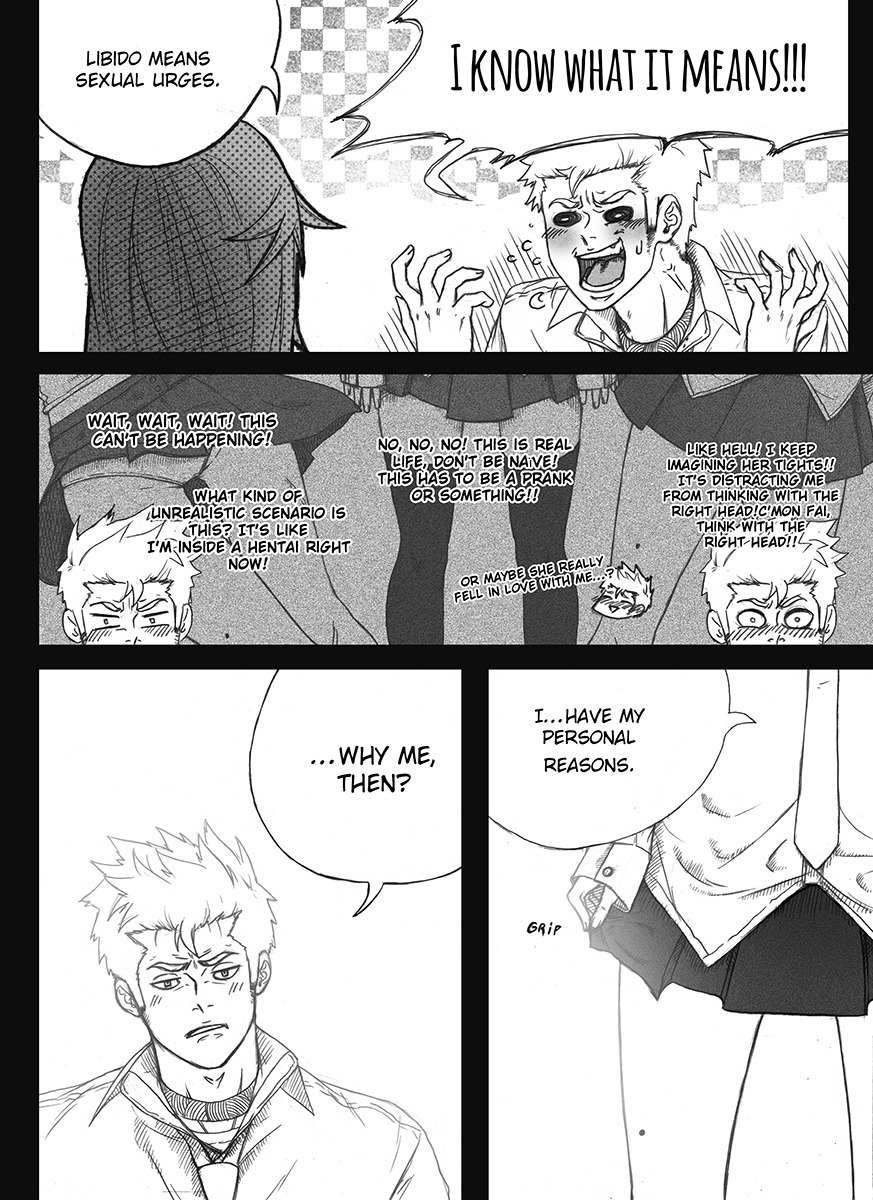 LIBIDO MEANS
SEXUAL URGES.
I KNOW WHAT IT MEANS!!!
WAIT, WAIT, WAIT! THIS
CAN'T BE HAPPENING!
WHAT KIND OF
UNREALISTIC SCENARIO IS
THIS? IT'S LIKE
I'M INSIDE A HENTAI RIGHT
NOW!
NO, NO, NO! THIS IS REAL
LIFE, DON'T BE NAÏVE!
THIS HAS TO BE A PRANK
OR SOMETHING!!
OR MAYBE SHE REALLY
FELL IN LOVE WITH ME...?
LIKE HELL! I KEEP
IMAGINING HER TIGHTS!!
IT'S DISTRACTING ME
FROM THINKING WITH THE
RIGHT HEAD!C'MON FAI,
THINK WITH THE
RIGHT HEAD!!
...WHY ME,
THEN?
I...HAVE MY
PERSONAL
REASONS.
GRIP